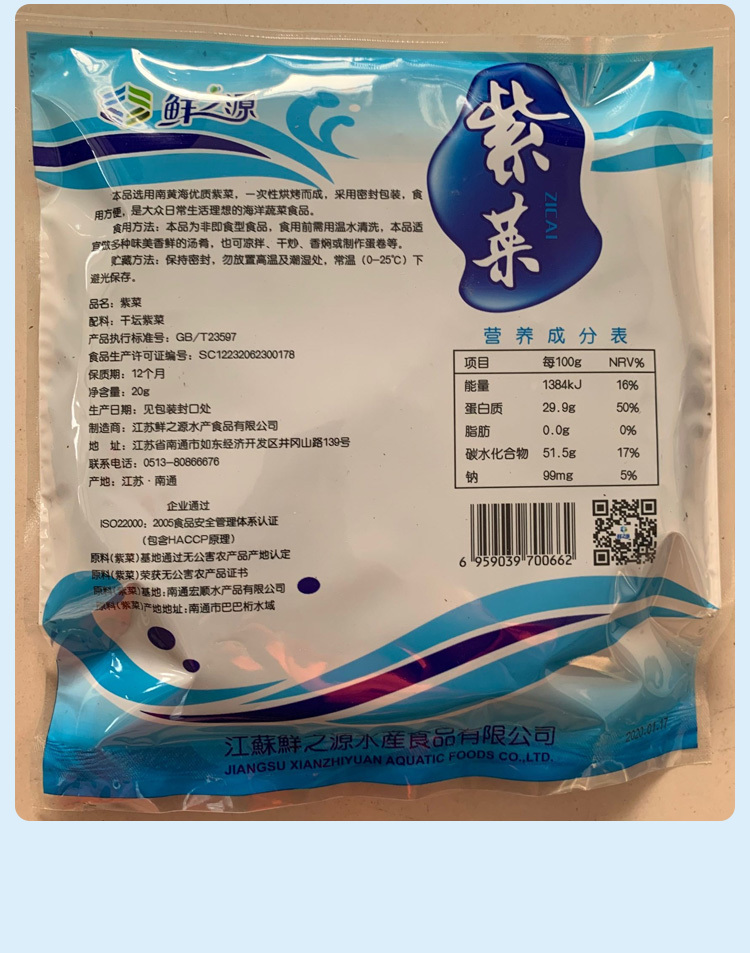 鲜之源
紫菜
ZICAI
本品选用南黄海优质紫菜，一次性烘烤而成，采用密封包装，食
用方便，是大众日常生活理想的海洋蔬菜食品。
食用方法：本品为非即食型食品，食用前需用温水清洗，本品适
宜做多种味美香鲜的汤肴，也可凉拌、干炒、香焖或制作蛋卷等。
贮藏方法：保持密封，勿放置高温及潮湿处，常温（0-25℃）下
避光保存。
品名：紫菜
配料：干坛紫菜
产品执行标准号：GB/T23597
食品生产许可证编号：SC12232062300178
保质期：12个月
净含量：20g
生产日期：见包装封口处
制造商：江苏鲜之源水产食品有限公司
地 址：江苏省南通市如东经济开发区井冈山路139号
联系电话：0513-80866676
产地：江苏·南通
企业通过
ISO22000：2005食品安全管理体系认证
（包含HACCP原理）
原料(紫菜)基地通过无公害农产品产地认定
原料(紫菜)荣获无公害农产品证书
原料(紫菜)基地：南通宏顺水产品有限公司
原料(紫菜)产地地址：南通市巴巴桁水域
营养成分表
项目 每100g NRV%
能量 1384kJ 16%
蛋白质 29.9g 50%
脂肪 0.0g 0%
碳水化合物 51.5g 17%
钠 99mg 5%
6 959039 700662
江蘇鮮之源水產食品有限公司
JIANGSU XIANZHIYUAN AQUATIC FOODS CO.,LTD.